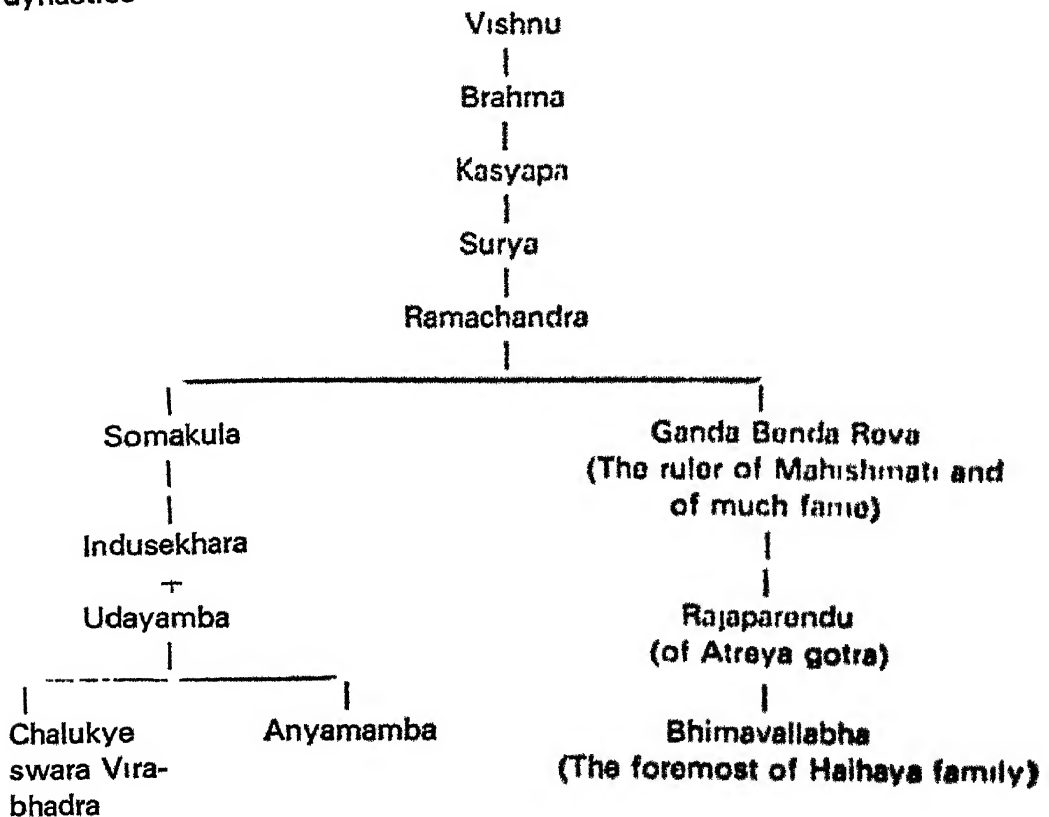 Vishnu
Brahma
Kasyapa
Surya
Ramachandra
Somakula
Ganda Benda Rova
(The ruler of Mahishmati and
of much fame)
Indusekhara
+
Udayamba
Rajaparendu
(of Atreya gotra)
Chalukye
swara Vira-
bhadra
Anyamamba
Bhimavallabha
(The foremost of Haihaya family)